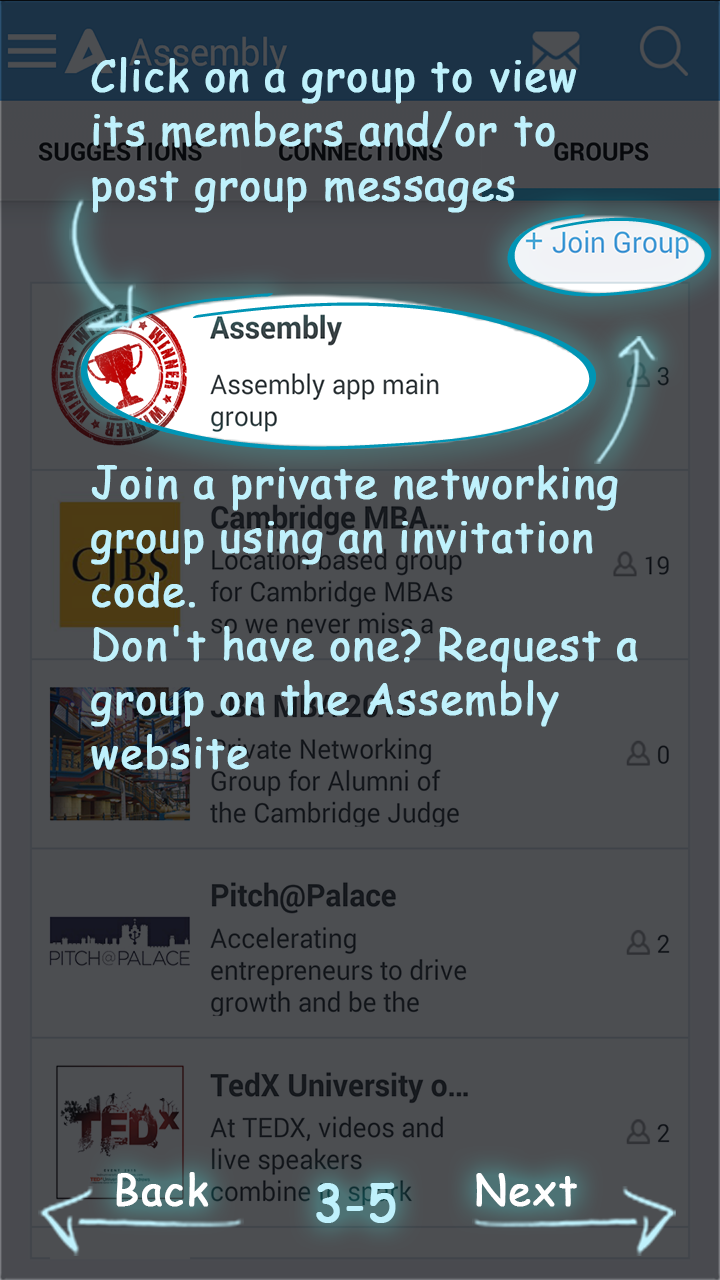 Assembly
Click on a group to view
its members and/or to
post group messages
SUGGESTIONS CONNECTIONS GROUPS
+ Join Group
WINNER WINNER WINNER
Assembly
Assembly app main
group
3
Join a private networking
group using an invitation
code.
Don't have one? Request a
group on the Assembly
website
CJBS
Cambridge MBA...
Location based group
for Cambridge MBAs
so we never miss a
19
JBS MBA
Private Networking
Group for Alumni of
the Cambridge Judge
0
PITCH@PALACE
Pitch@Palace
Accelerating
entrepreneurs to drive
growth and be the
2
TEDx
TedX University o...
At TEDX, videos and
live speakers
combine to spark
2
Back 3-5 Next